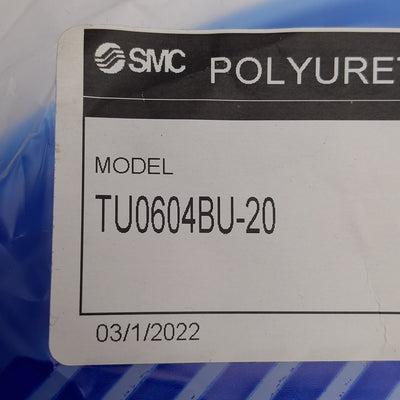 SMC POLYURET
MODEL
TU0604BU-20
03/1/2022